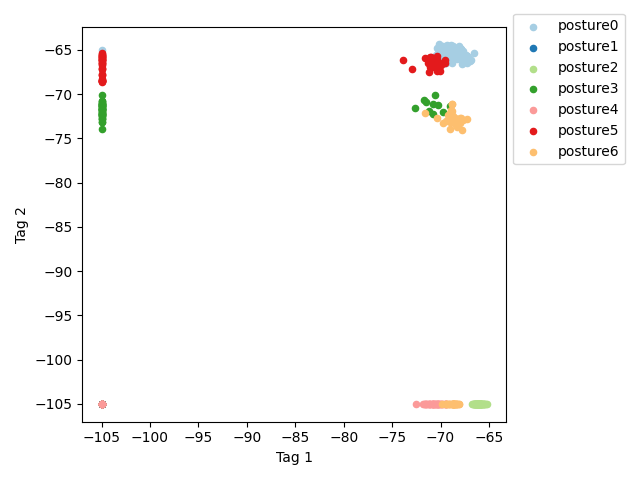 posture0
posture1
posture2
posture3
posture4
posture5
posture6
Tag 2
−65
−70
−75
−80
−85
−90
−95
−100
−105
−105 −100 −95 −90 −85 −80 −75 −70 −65
Tag 1